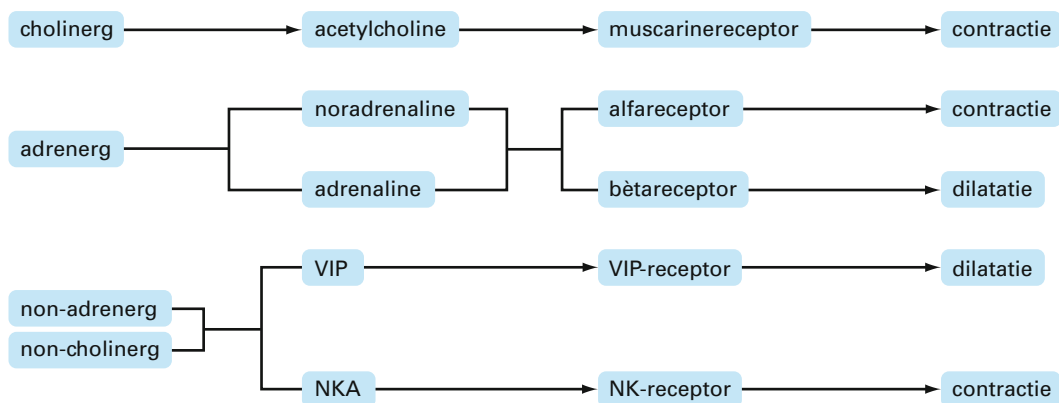 cholinerg acetylcholine muscarinereceptor contractie
noradrenaline alfareceptor contractie
adrenerg
adrenaline bètareceptor dilatatie
VIP VIP-receptor dilatatie
non-adrenerg
non-cholinerg
NKA NK-receptor contractie